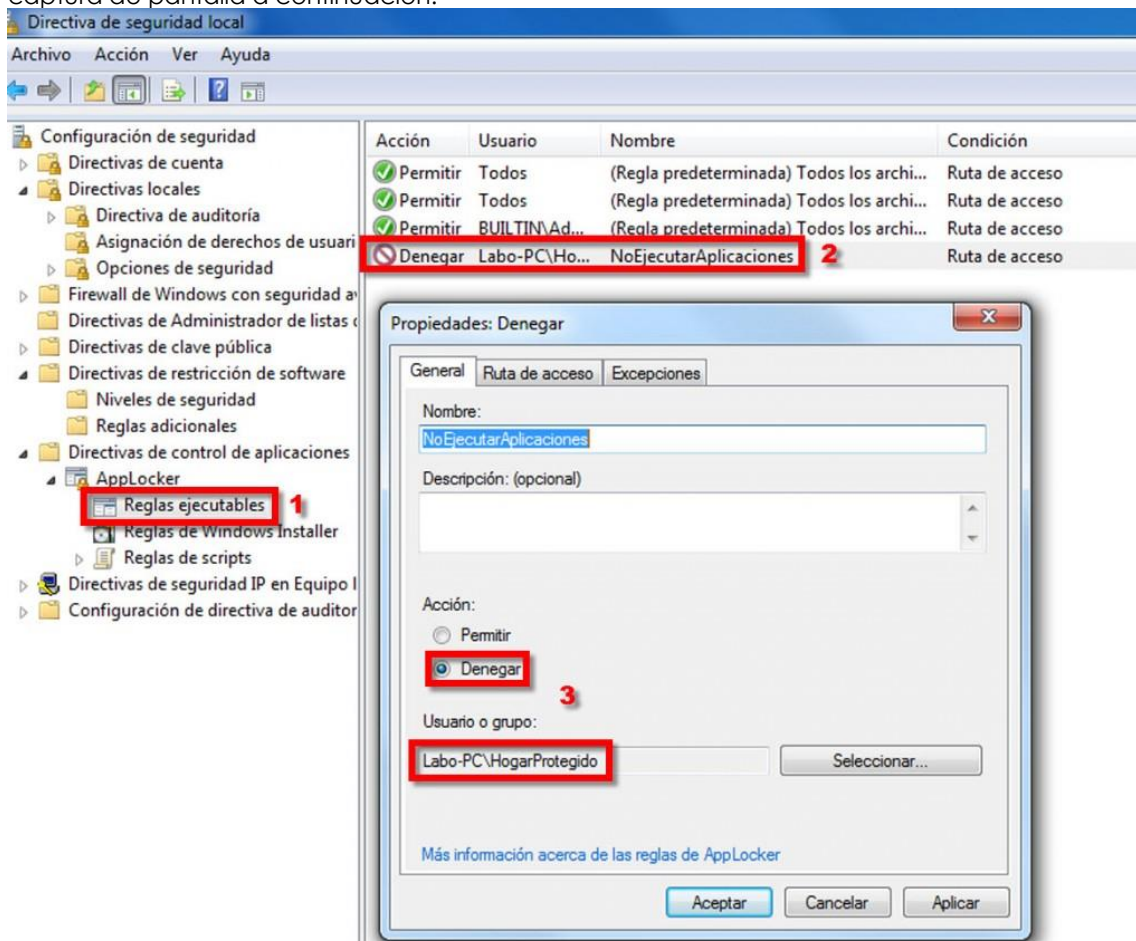 captura de pantalla a continuación.
Directiva de seguridad local
Archivo Acción Ver Ayuda
Configuración de seguridad
Directivas de cuenta
Directivas locales
Directiva de auditoría
Asignación de derechos de usuari
Opciones de seguridad
Firewall de Windows con seguridad a
Directivas de Administrador de listas
Directivas de clave pública
Directivas de restricción de software
Niveles de seguridad
Reglas adicionales
Directivas de control de aplicaciones
AppLocker
Reglas ejecutables 1
Reglas de Windows Installer
Reglas de scripts
Directivas de seguridad IP en Equipo l
Configuración de directiva de auditor
Acción Usuario Nombre Condición
Permitir Todos (Regla predeterminada) Todos los archi... Ruta de acceso
Permitir Todos (Regla predeterminada) Todos los archi... Ruta de acceso
Permitir BUILTIN\Ad... (Regla predeterminada) Todos los archi... Ruta de acceso
Denegar Labo-PC\Ho... NoEjecutarAplicaciones 2 Ruta de acceso
Propiedades: Denegar
General Ruta de acceso Excepciones
Nombre:
NoEjecutarAplicaciones
Descripción: (opcional)
Acción:
Permitir
Denegar
3
Usuario o grupo:
Labo-PC\HogarProtegido Seleccionar...
Más información acerca de las reglas de AppLocker
Aceptar Cancelar Aplicar